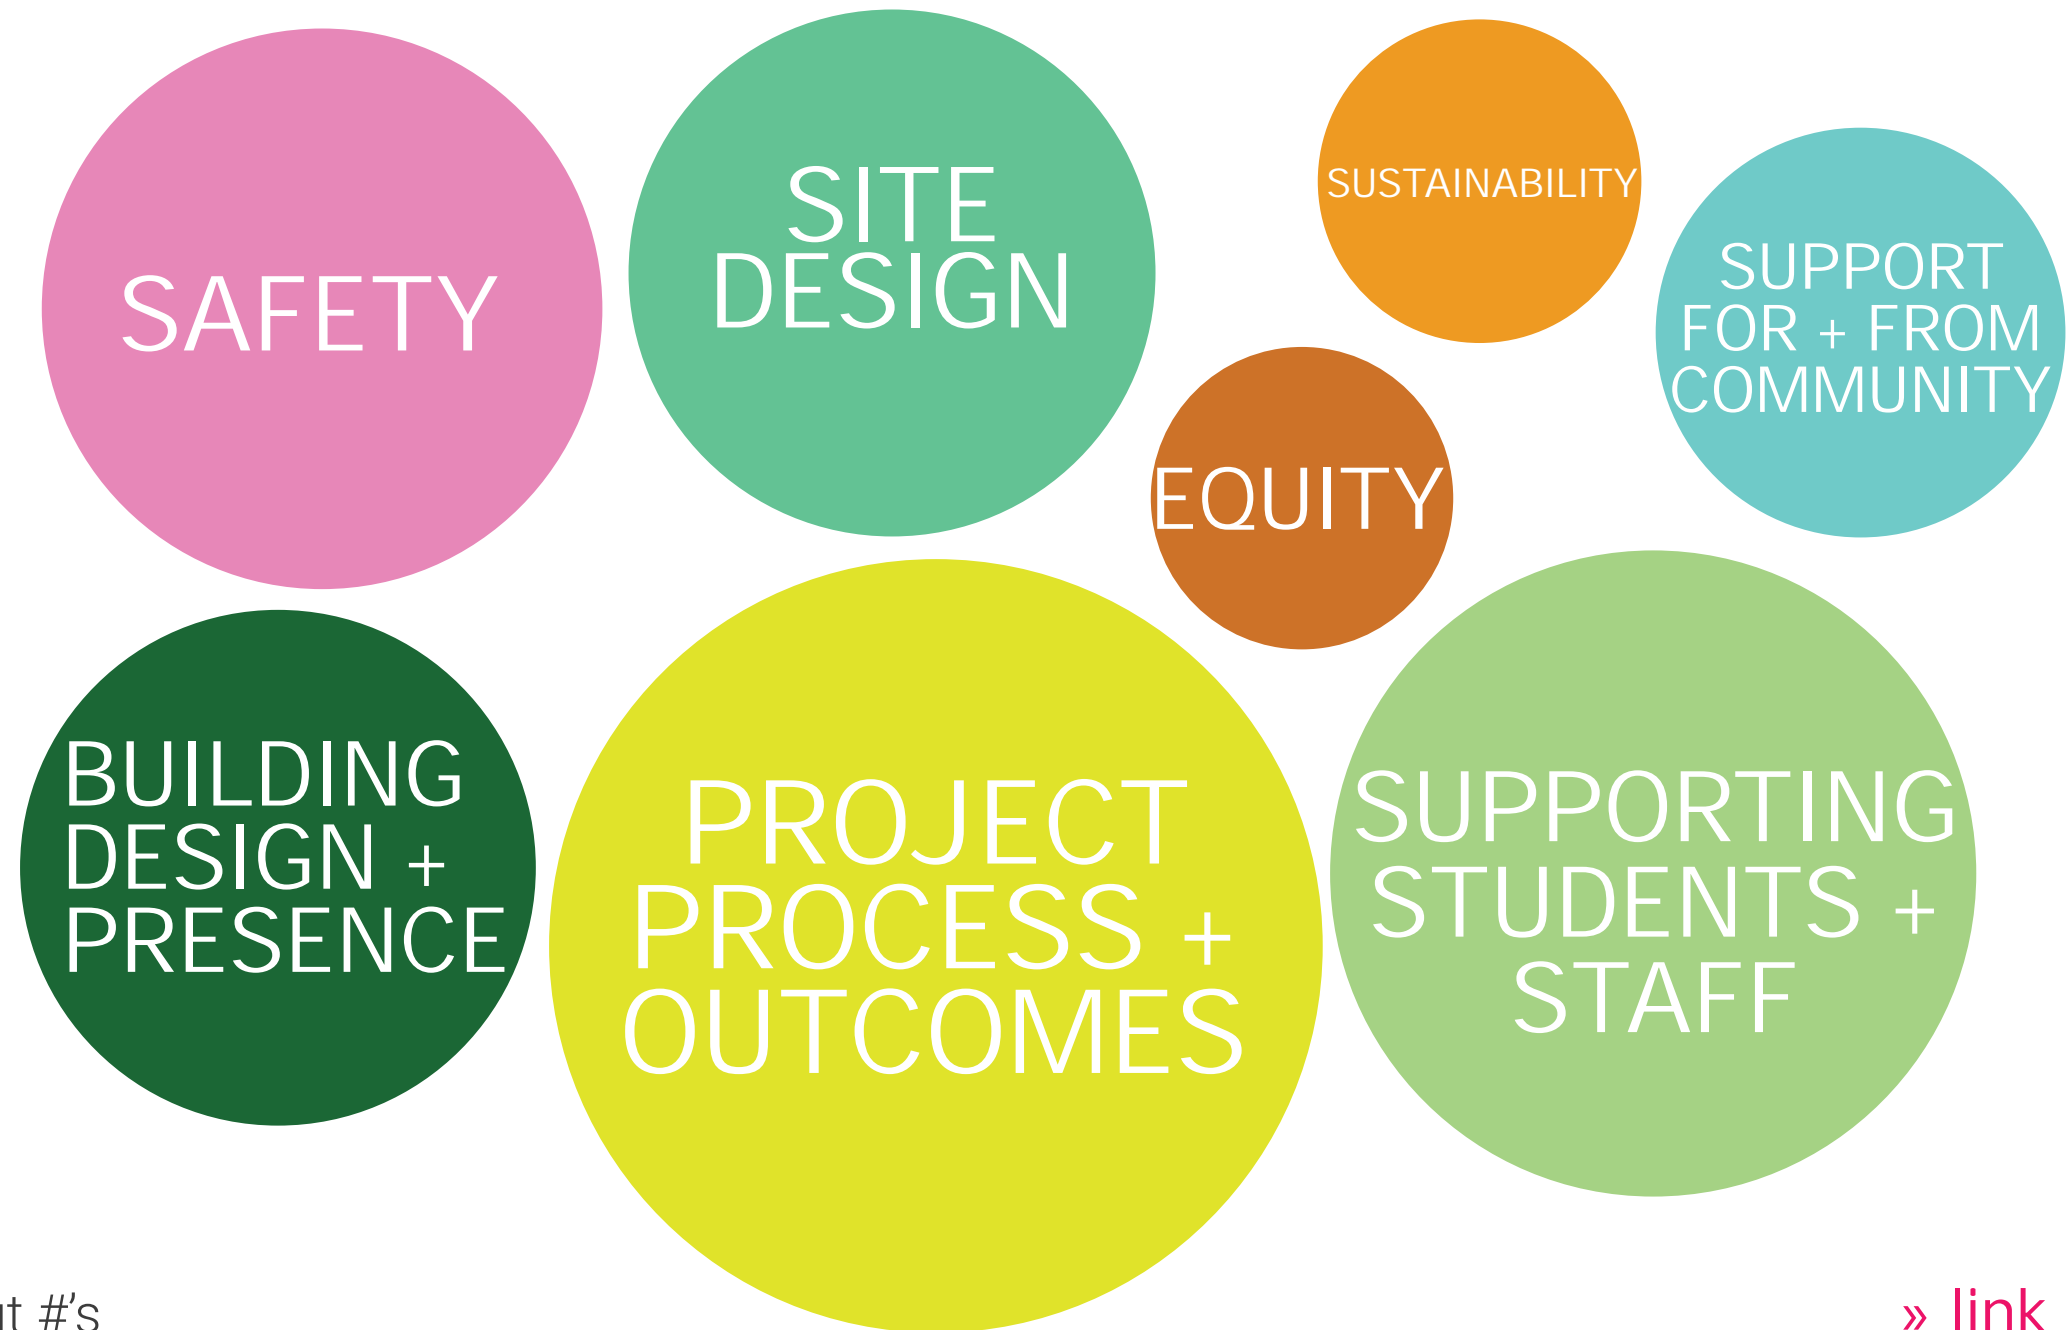 SAFETY
SITE
DESIGN
SUSTAINABILITY
SUPPORT
FOR + FROM
COMMUNITY
EQUITY
BUILDING
DESIGN +
PRESENCE
PROJECT
PROCESS +
OUTCOMES
SUPPORTING
STUDENTS +
STAFF
#'s
» link